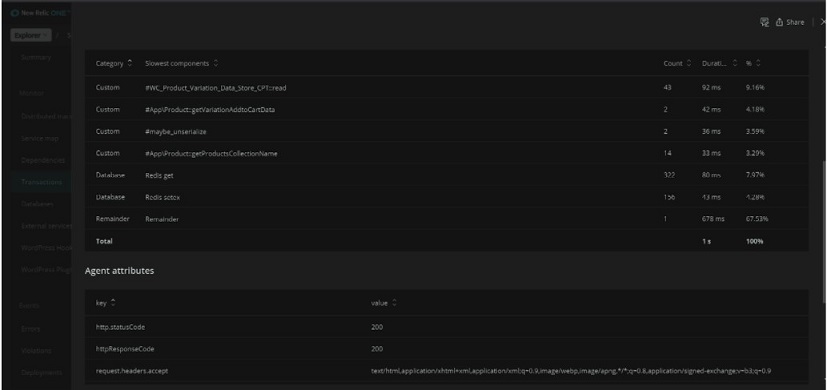 New Relic ONE™
Explorer
Share
Summary
Category Slowest components Count Durati... %
Custom #WC_Product_Variation_Data_Store_CPT::read 43 92 ms 9.16%
Monitor
Custom #App\Product::getVariationAddtoCartData 2 42 ms 4.18%
Distributed trac
Custom #maybe_unserialize 2 36 ms 3.59%
Service map
Custom #App\Product::getProductsCollectionName 14 33 ms 3.29%
Dependencies
Database Redis get 322 80 ms 7.97%
Transactions
Database Redis setex 156 43 ms 4.28%
Databases
Remainder Remainder 1 678 ms 67.53%
External services
Total 1 s 100%
WordPress Hook
WordPress Plug
Agent attributes
Events
key value
Errors
http.statusCode 200
Violations
httpResponseCode 200
Deployments
request.headers.accept text/html,application/xhtml+xml,application/xml;q=0.9,image/webp,image/apng,*/*;q=0.8,application/signed-exchange;v=b3;q=0.9